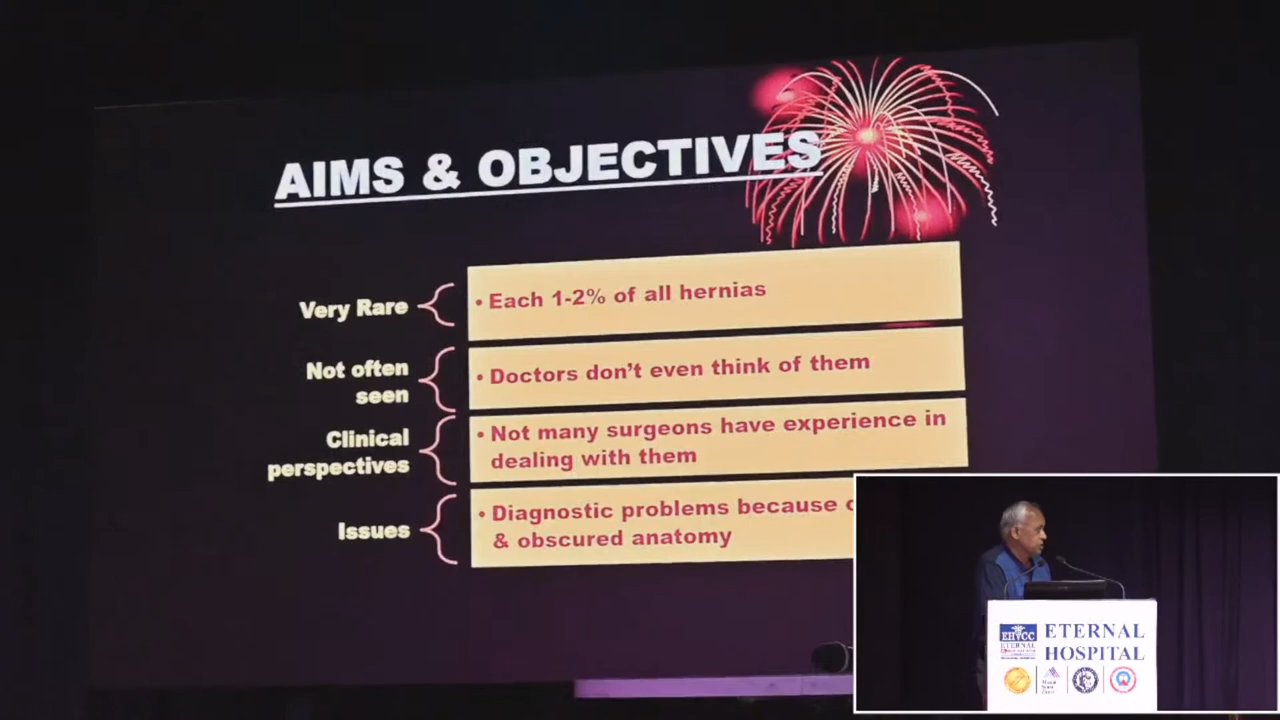 AIMS & OBJECTIVES
Very Rare
• Each 1-2% of all hernias
Not often
seen
• Doctors don’t even think of them
Clinical
perspectives
• Not many surgeons have experience in
dealing with them
Issues
• Diagnostic problems because
& obscured anatomy
EHCC
ETERNAL
ETERNAL
HOSPITAL